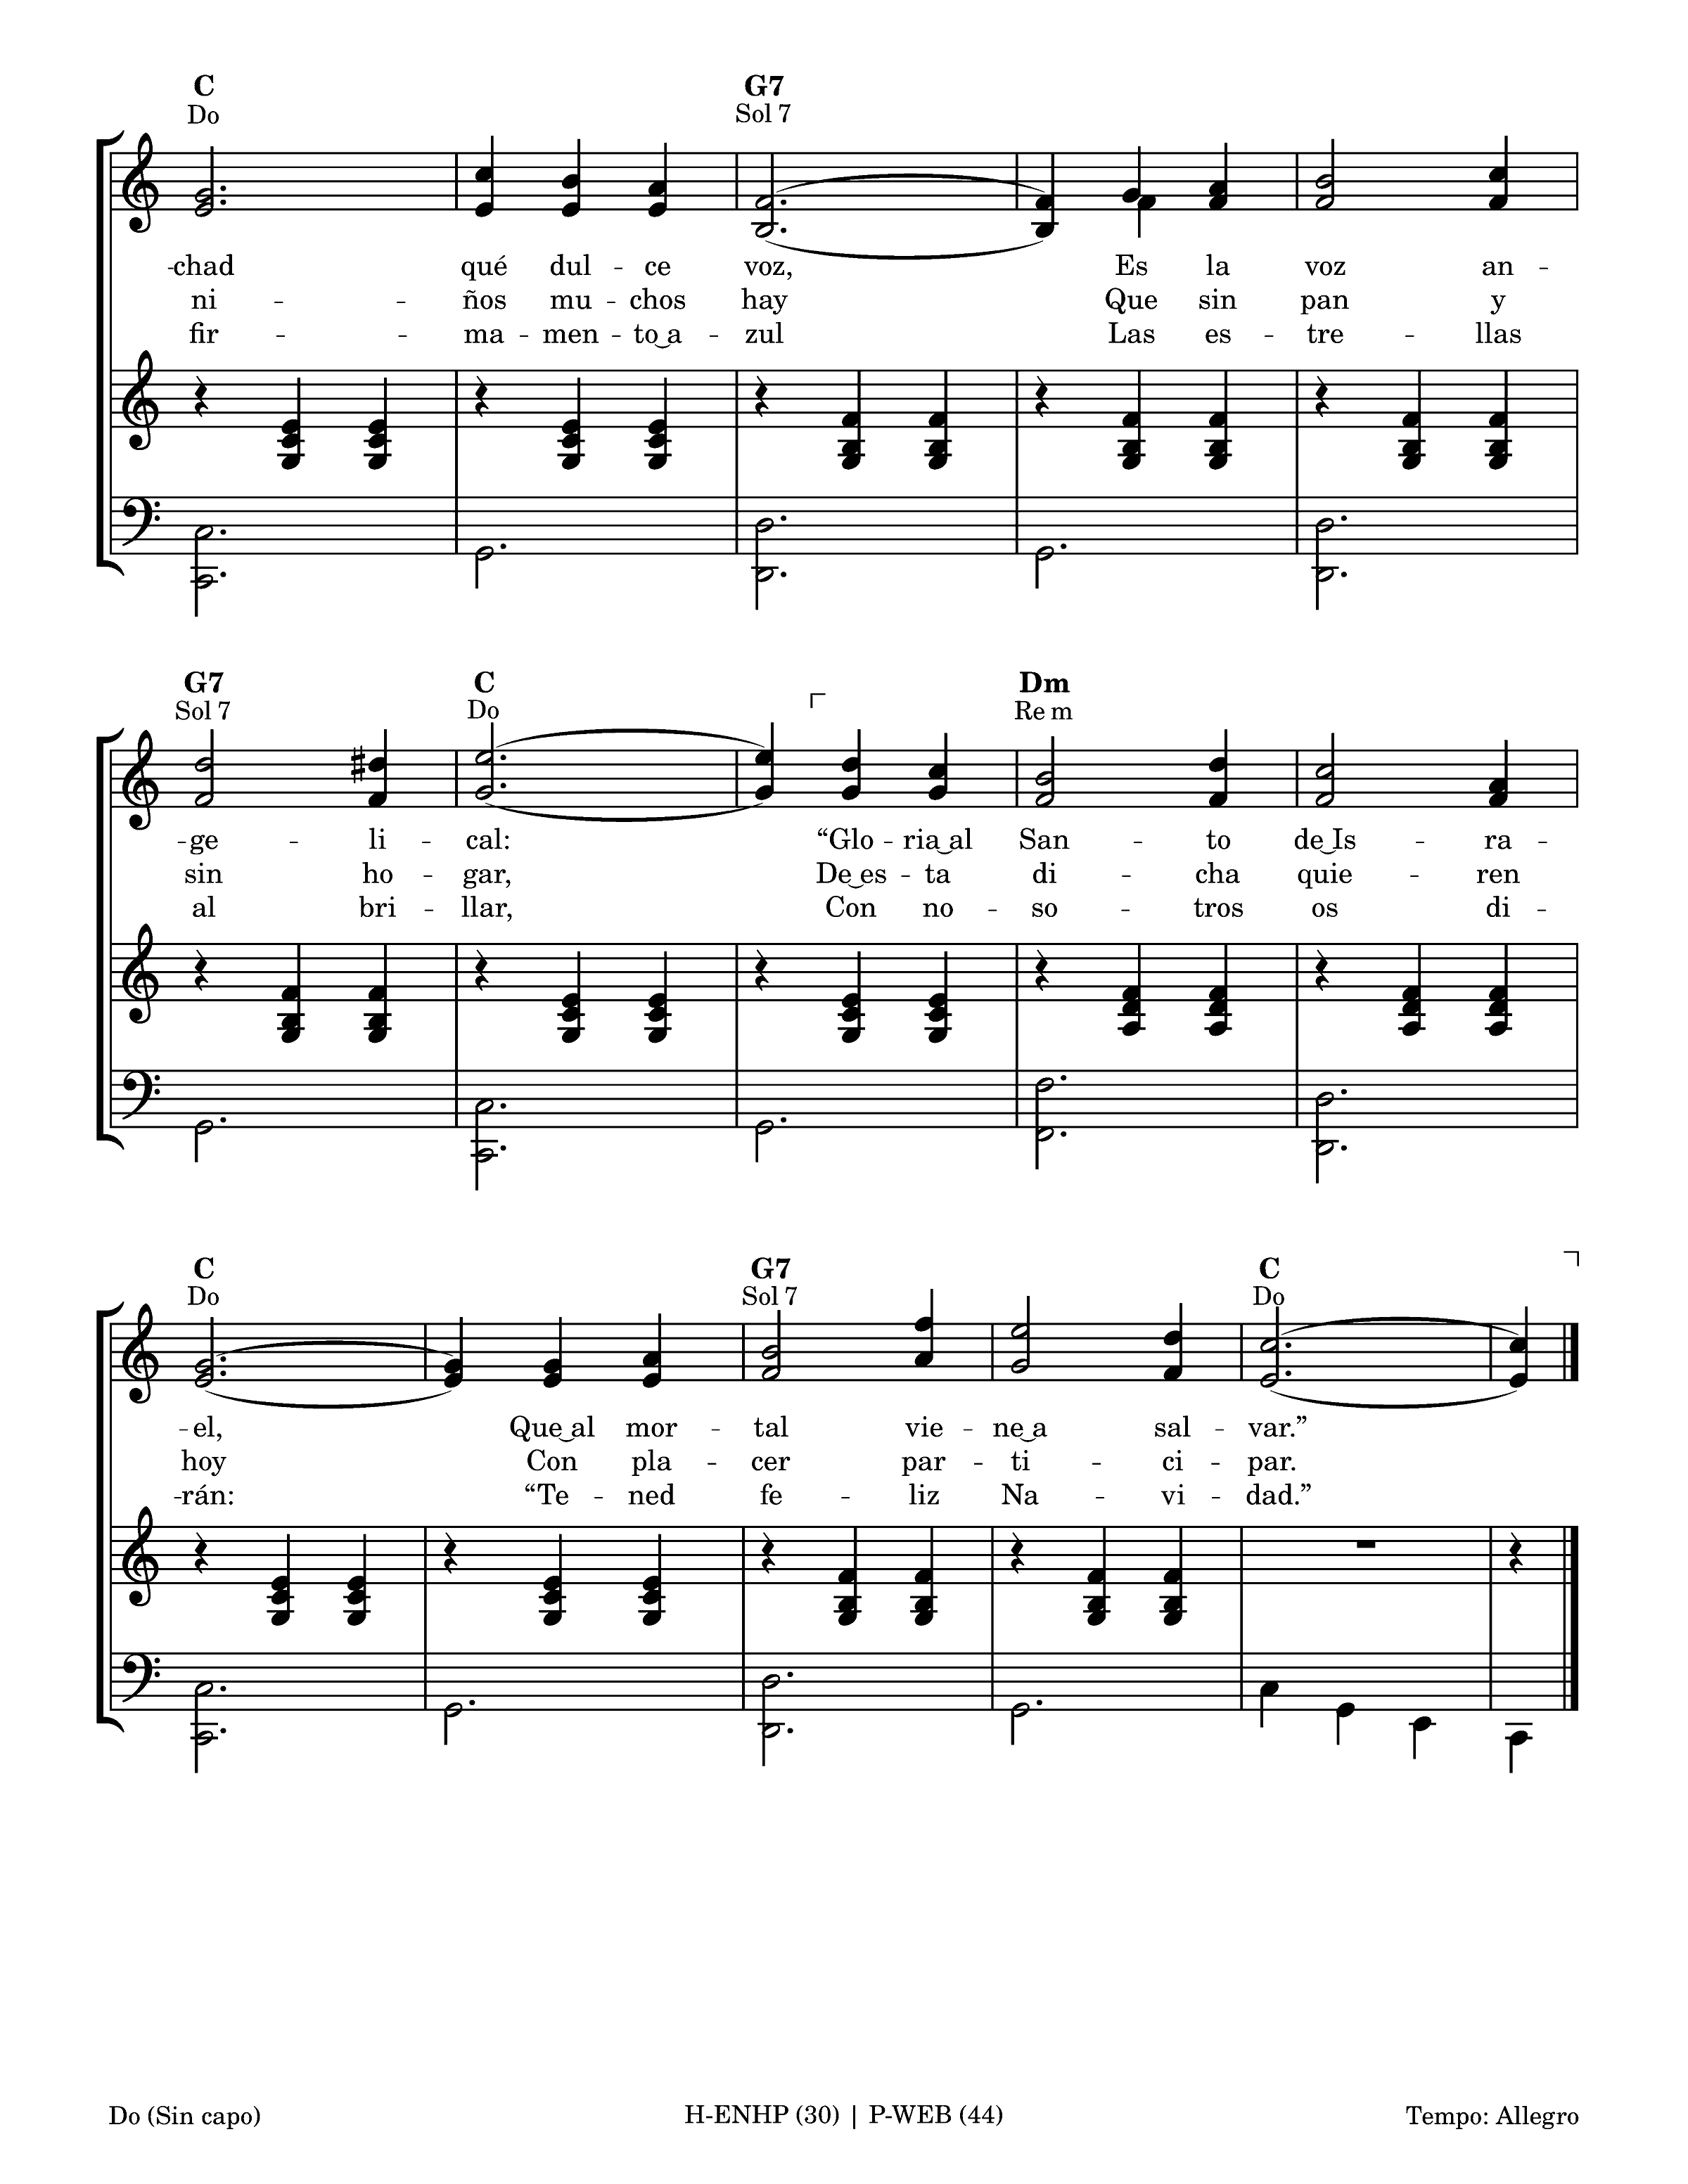 C G7
Do Sol 7
-chad qué dul - ce voz, Es la voz an -
ni - ños mu - chos hay Que sin pan y
fir - ma - men - to‿a - zul Las es - tre - llas
G7 C Dm
Sol 7 Do Re m
-ge - li - cal: “Glo - ria‿al San - to de‿Is - ra -
sin ho - gar, De‿es - ta di - cha quie - ren
al bri - llar, Con no - so - tros os di -
C G7 C
Do Sol 7 Do
-el, Que‿al mor - tal vie - ne‿a sal - var.”
hoy Con pla - cer par - ti - ci - par.
-rán: “Te - ned fe - liz Na - vi - dad.”
Do (Sin capo) H-ENHP (30) | P-WEB (44) Tempo: Allegro